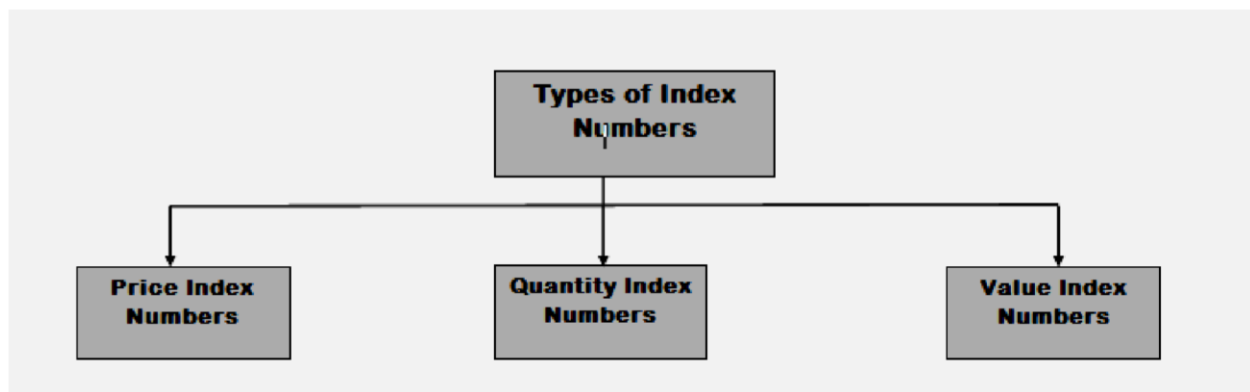 Types of Index
Numbers
Price Index
Numbers
Quantity Index
Numbers
Value Index
Numbers